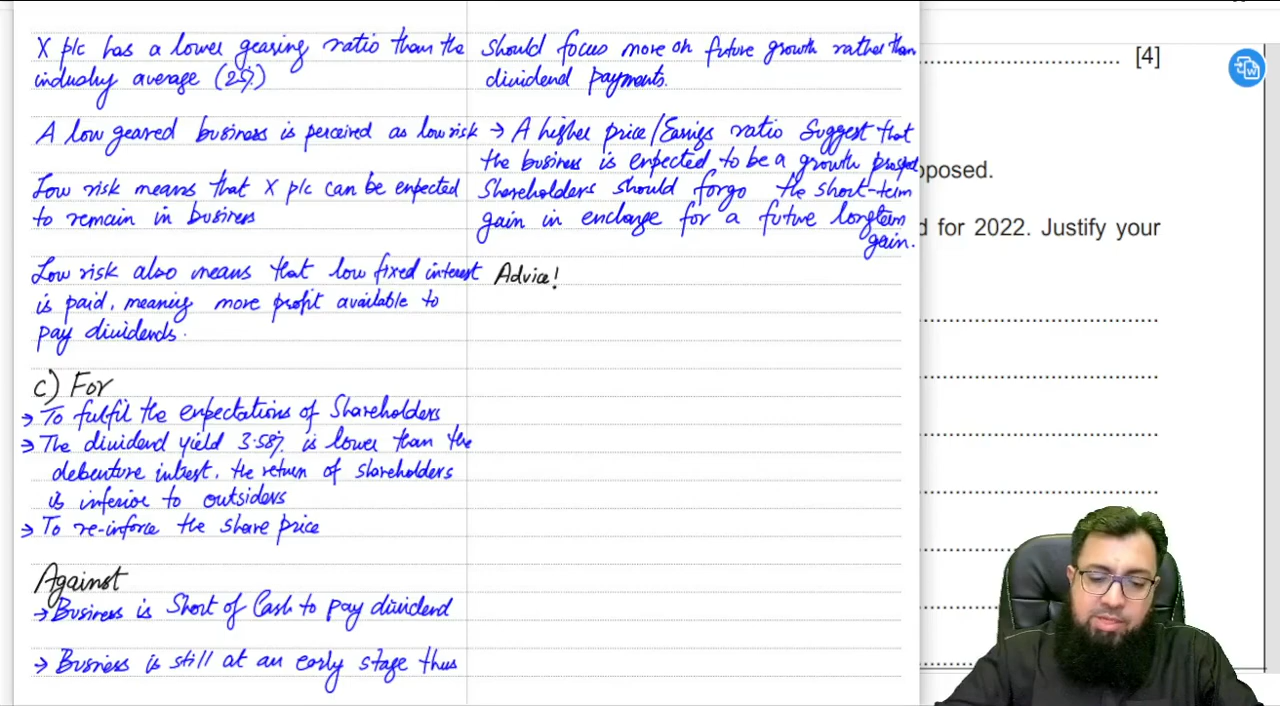 X plc has a lower gearing ratio than the
industry average (25%)
A low geared business is perceived as low risk
Low risk means that X plc can be enpected
to remain in business
Low risk also means that low fixed interest
is paid, meaning more profit available to
pay dividends.
c) For
→ To fulfil the enpectations of Shareholders
→ The dividend yield 3.58% is lower than the
debenture intrest, the return of shareholders
is inferior to outsiders
→ To re-inforce the share price
Against
→ Business is Short of Cash to pay dividend
→ Business is still at an early stage thus
should focus more on future growth rather than
dividend payments.
→ A higher price/Earnigs ratio Suggest that
the business is enpected to be a growth prospect
Shareholders should forgo the short-term
gain in enchange for a future longterm
gain.
Advice!
[4]
pposed.
d for 2022. Justify your